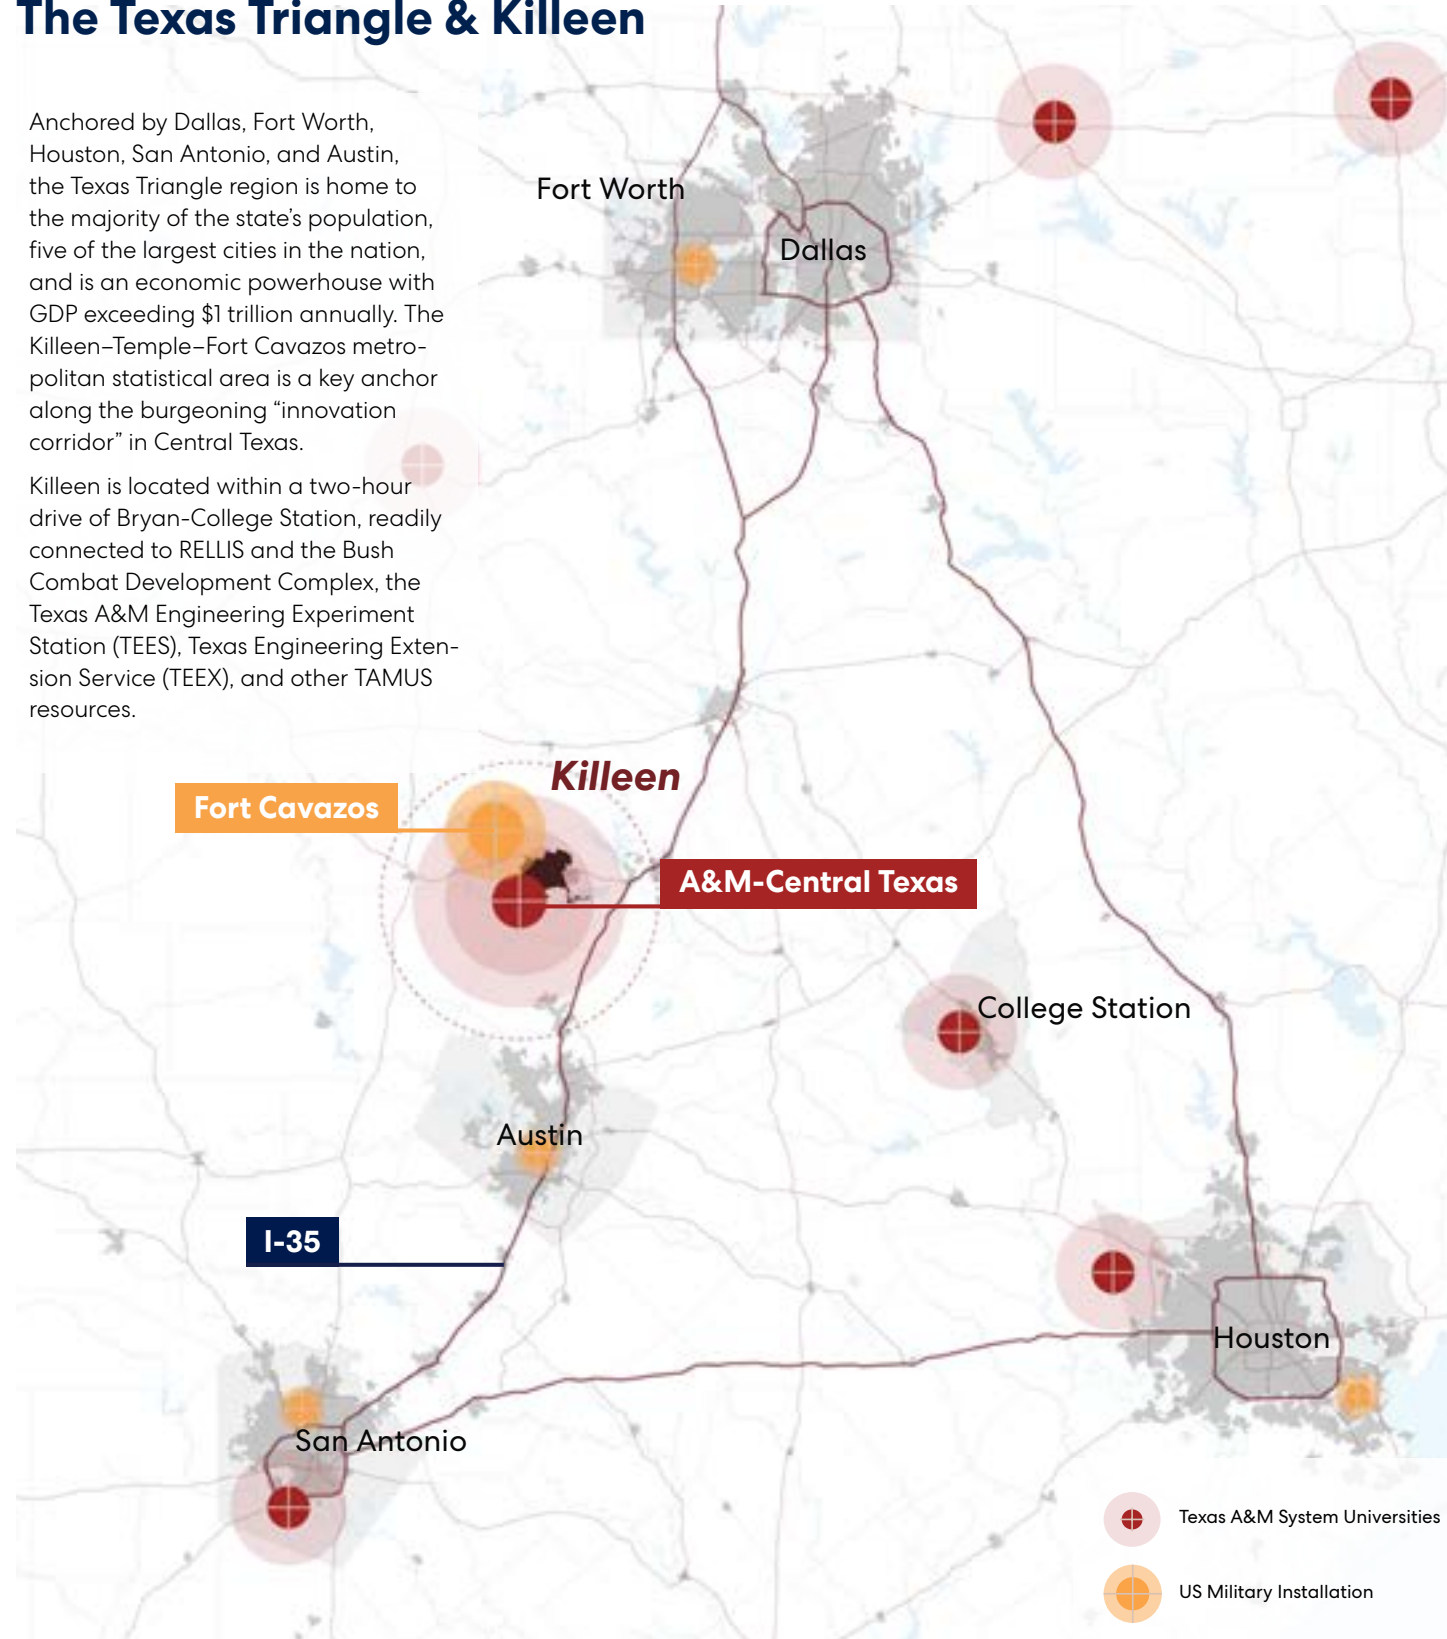 The Texas Triangle & Killeen
Anchored by Dallas, Fort Worth,
Houston, San Antonio, and Austin,
the Texas Triangle region is home to
the majority of the state's population,
five of the largest cities in the nation,
and is an economic powerhouse with
GDP exceeding $1 trillion annually. The
Killeen–Temple–Fort Cavazos metro-
politan statistical area is a key anchor
along the burgeoning “innovation
corridor” in Central Texas.
Killeen is located within a two-hour
drive of Bryan-College Station, readily
connected to RELLIS and the Bush
Combat Development Complex, the
Texas A&M Engineering Experiment
Station (TEES), Texas Engineering Exten-
sion Service (TEEX), and other TAMUS
resources.
Fort Worth
Dallas
Killeen
Fort Cavazos
A&M-Central Texas
College Station
Austin
I-35
Houston
San Antonio
Texas A&M System Universities
US Military Installation